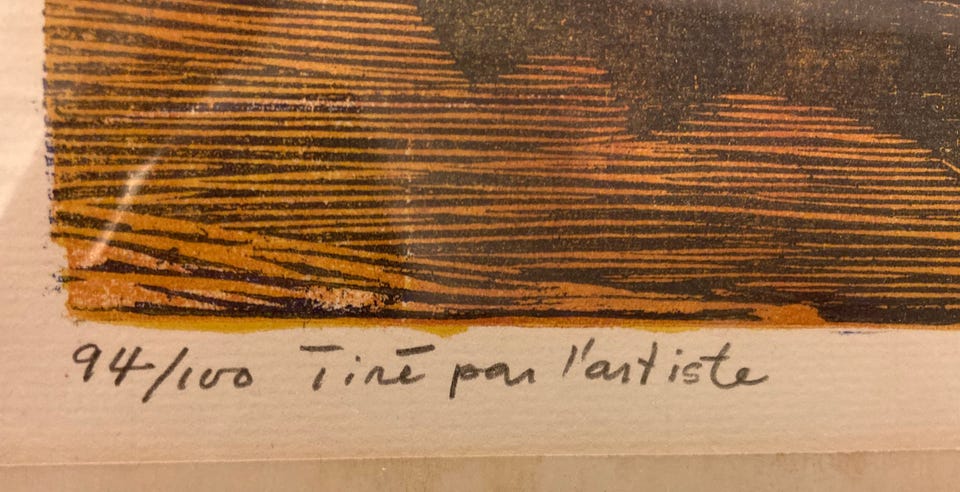 94/100 Tiré par l'artiste